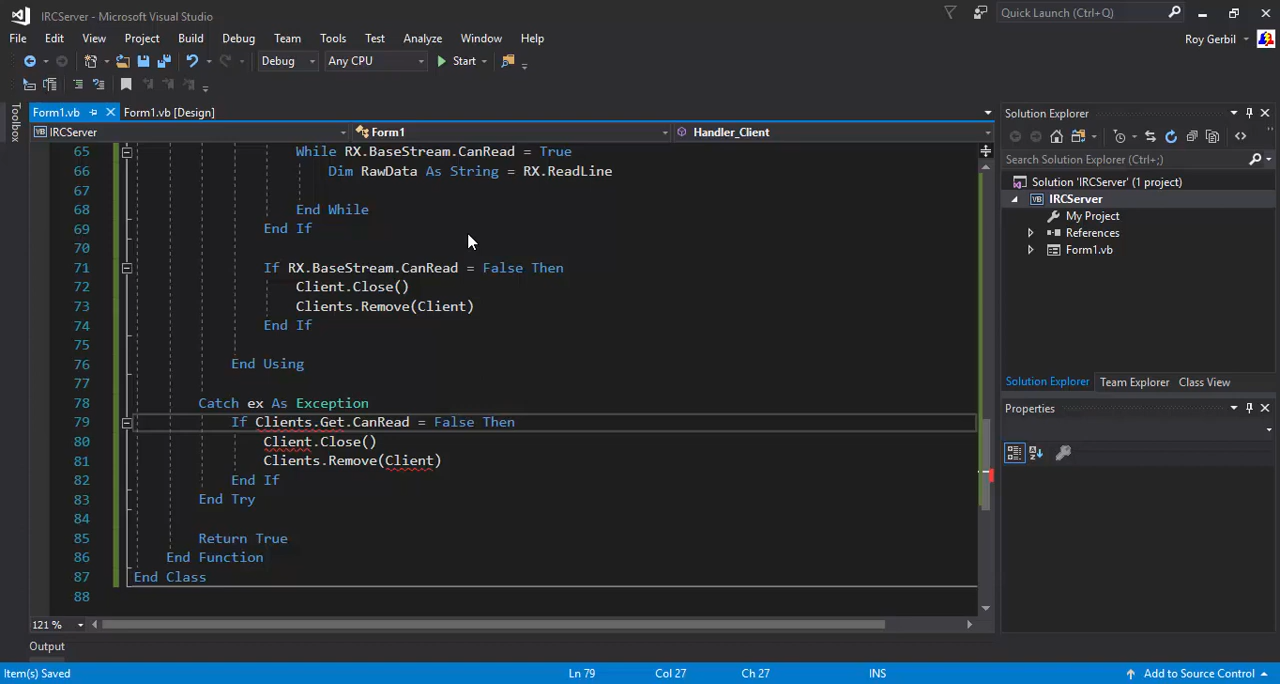 IRCServer - Microsoft Visual Studio
Quick Launch (Ctrl+Q)
File Edit View Project Build Debug Team Tools Test Analyze Window Help
Roy Gerbil
Debug Any CPU Start
Toolbox
Form1.vb Form1.vb [Design]
IRCServer Form1 Handler_Client
65 While RX.BaseStream.CanRead = True
66 Dim RawData As String = RX.ReadLine
67
68 End While
69 End If
70
71 If RX.BaseStream.CanRead = False Then
72 Client.Close()
73 Clients.Remove(Client)
74 End If
75
76 End Using
77
78 Catch ex As Exception
79 If Clients.Get.CanRead = False Then
80 Client.Close()
81 Clients.Remove(Client)
82 End If
83 End Try
84
85 Return True
86 End Function
87 End Class
88
121 %
Output
Item(s) Saved Ln 79 Col 27 Ch 27 INS Add to Source Control
Solution Explorer
Search Solution Explorer (Ctrl+;)
Solution 'IRCServer' (1 project)
IRCServer
My Project
References
Form1.vb
Solution Explorer Team Explorer Class View
Properties